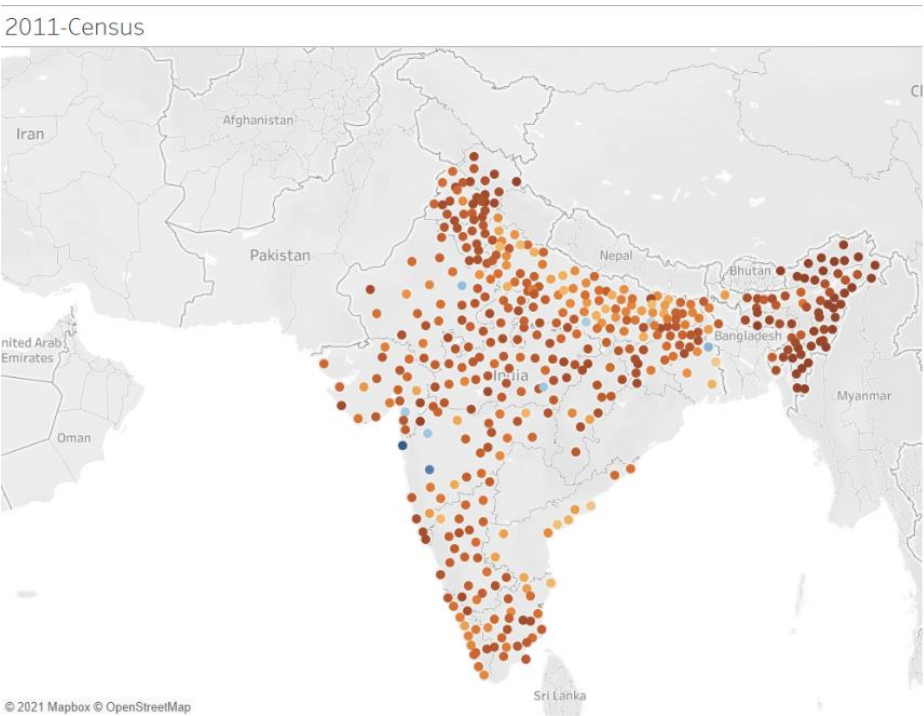 2011-Census
Iran
Afghanistan
Pakistan
Nepal
Bhutan
Bangladesh
India
Myanmar
Oman
Sri Lanka
nited Arab
Emirates
Cl
© 2021 Mapbox © OpenStreetMap